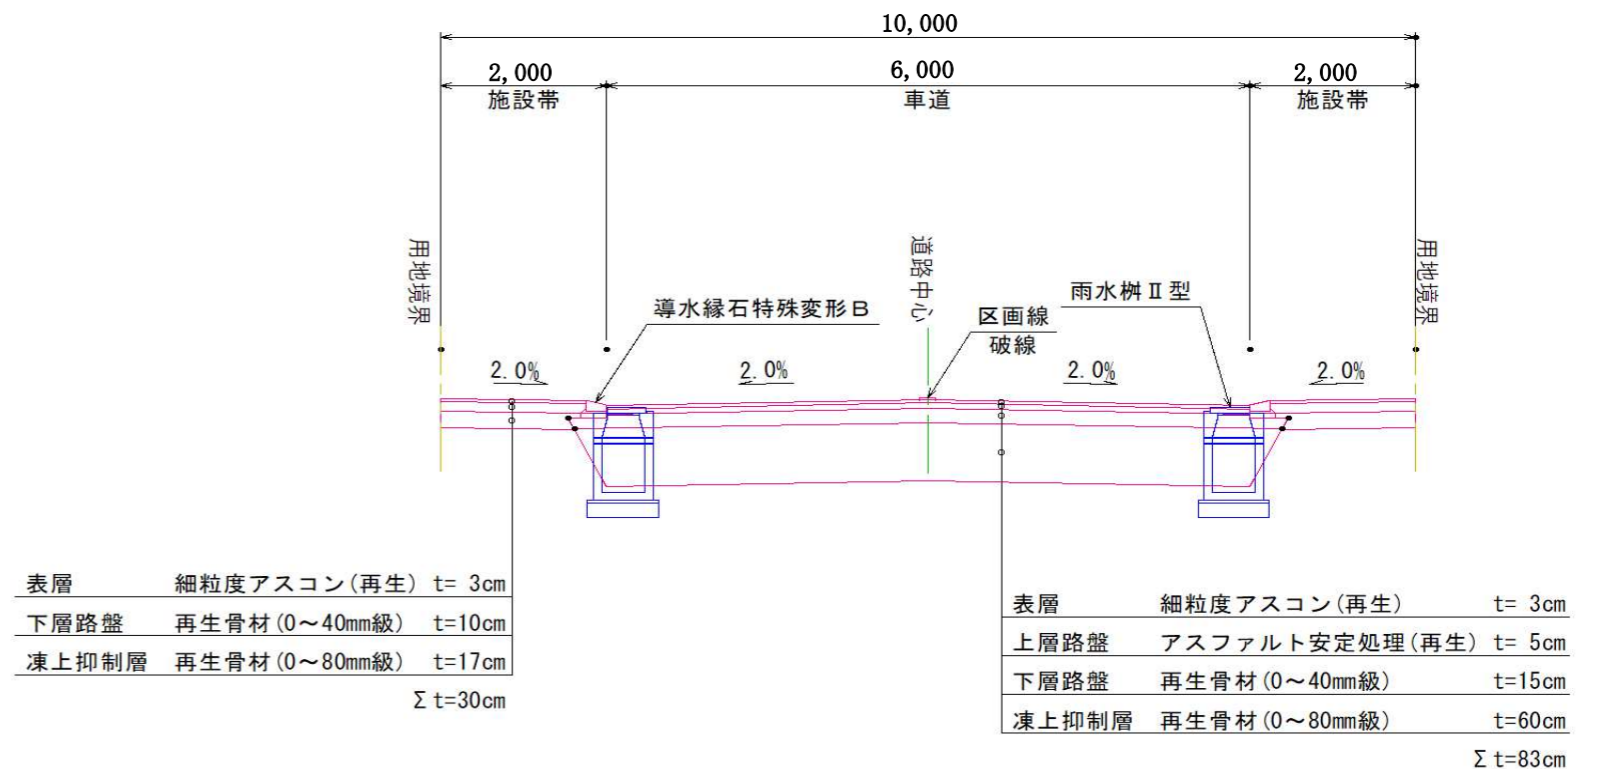 10,000
2,000
6,000
2,000
施設帯
車道
施設帯
用地境界
道路中心
用地境界
導水縁石特殊変形B
区画線
破線
雨水桝Ⅱ型
2.0%
2.0%
2.0%
2.0%
表層 細粒度アスコン(再生) t= 3cm
下層路盤 再生骨材(0～40mm級) t=10cm
凍上抑制層 再生骨材(0～80mm級) t=17cm
Σt=30cm
表層 細粒度アスコン(再生) t= 3cm
上層路盤 アスファルト安定処理(再生) t= 5cm
下層路盤 再生骨材(0～40mm級) t=15cm
凍上抑制層 再生骨材(0～80mm級) t=60cm
Σt=83cm